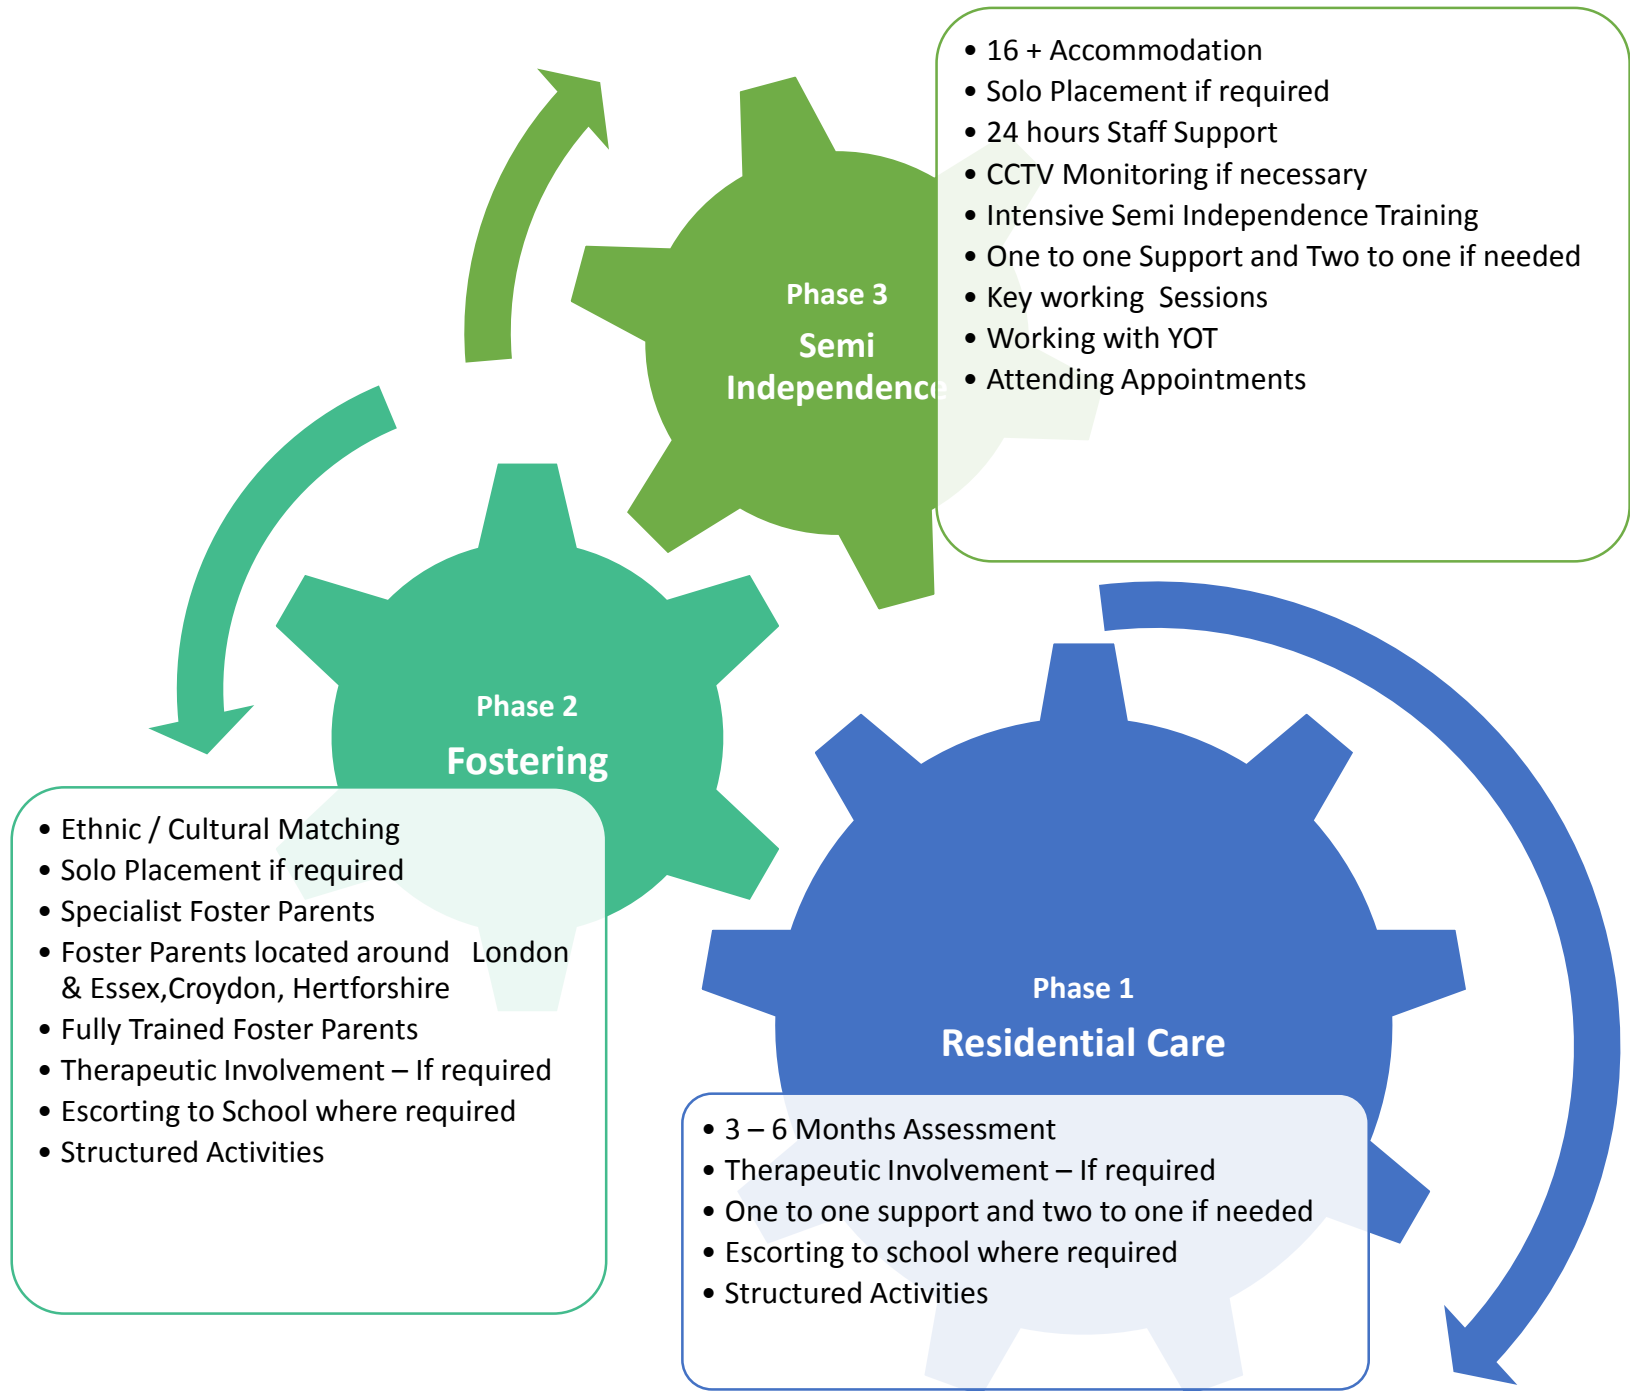 • 16 + Accommodation
• Solo Placement if required
• 24 hours Staff Support
• CCTV Monitoring if necessary
• Intensive Semi Independence Training
• One to one Support and Two to one if needed
• Key working Sessions
• Working with YOT
• Attending Appointments
Phase 3
Semi
Independence
Phase 2
Fostering
• Ethnic / Cultural Matching
• Solo Placement if required
• Specialist Foster Parents
• Foster Parents located around London
& Essex,Croydon, Hertforshire
• Fully Trained Foster Parents
• Therapeutic Involvement – If required
• Escorting to School where required
• Structured Activities
Phase 1
Residential Care
• 3 – 6 Months Assessment
• Therapeutic Involvement – If required
• One to one support and two to one if needed
• Escorting to school where required
• Structured Activities